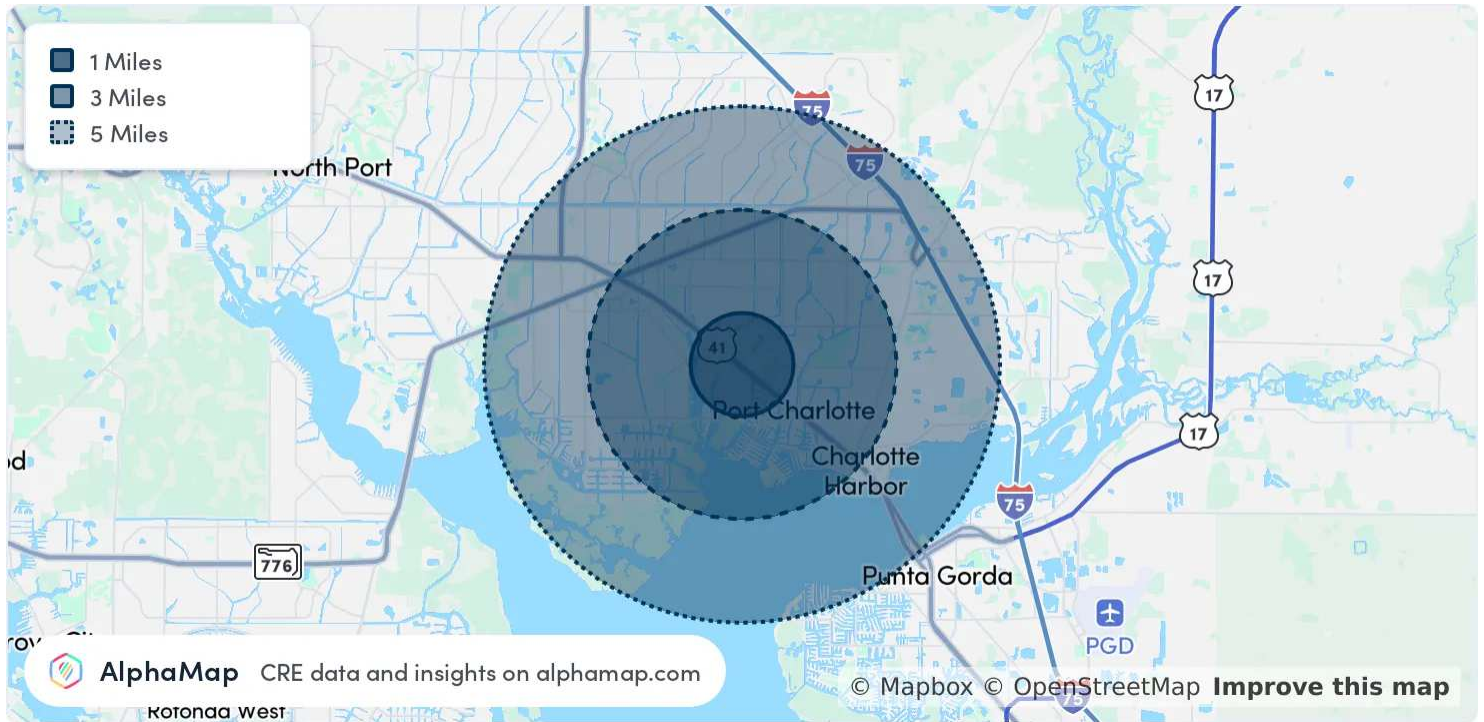 1 Miles
3 Miles
5 Miles
75
75
17
North Port
17
41
Port Charlotte
Charlotte
Harbor
17
75
776
Punta Gorda
PGD
AlphaMap CRE data and insights on alphamap.com
© Mapbox © OpenStreetMap Improve this map
75
Rotonda West